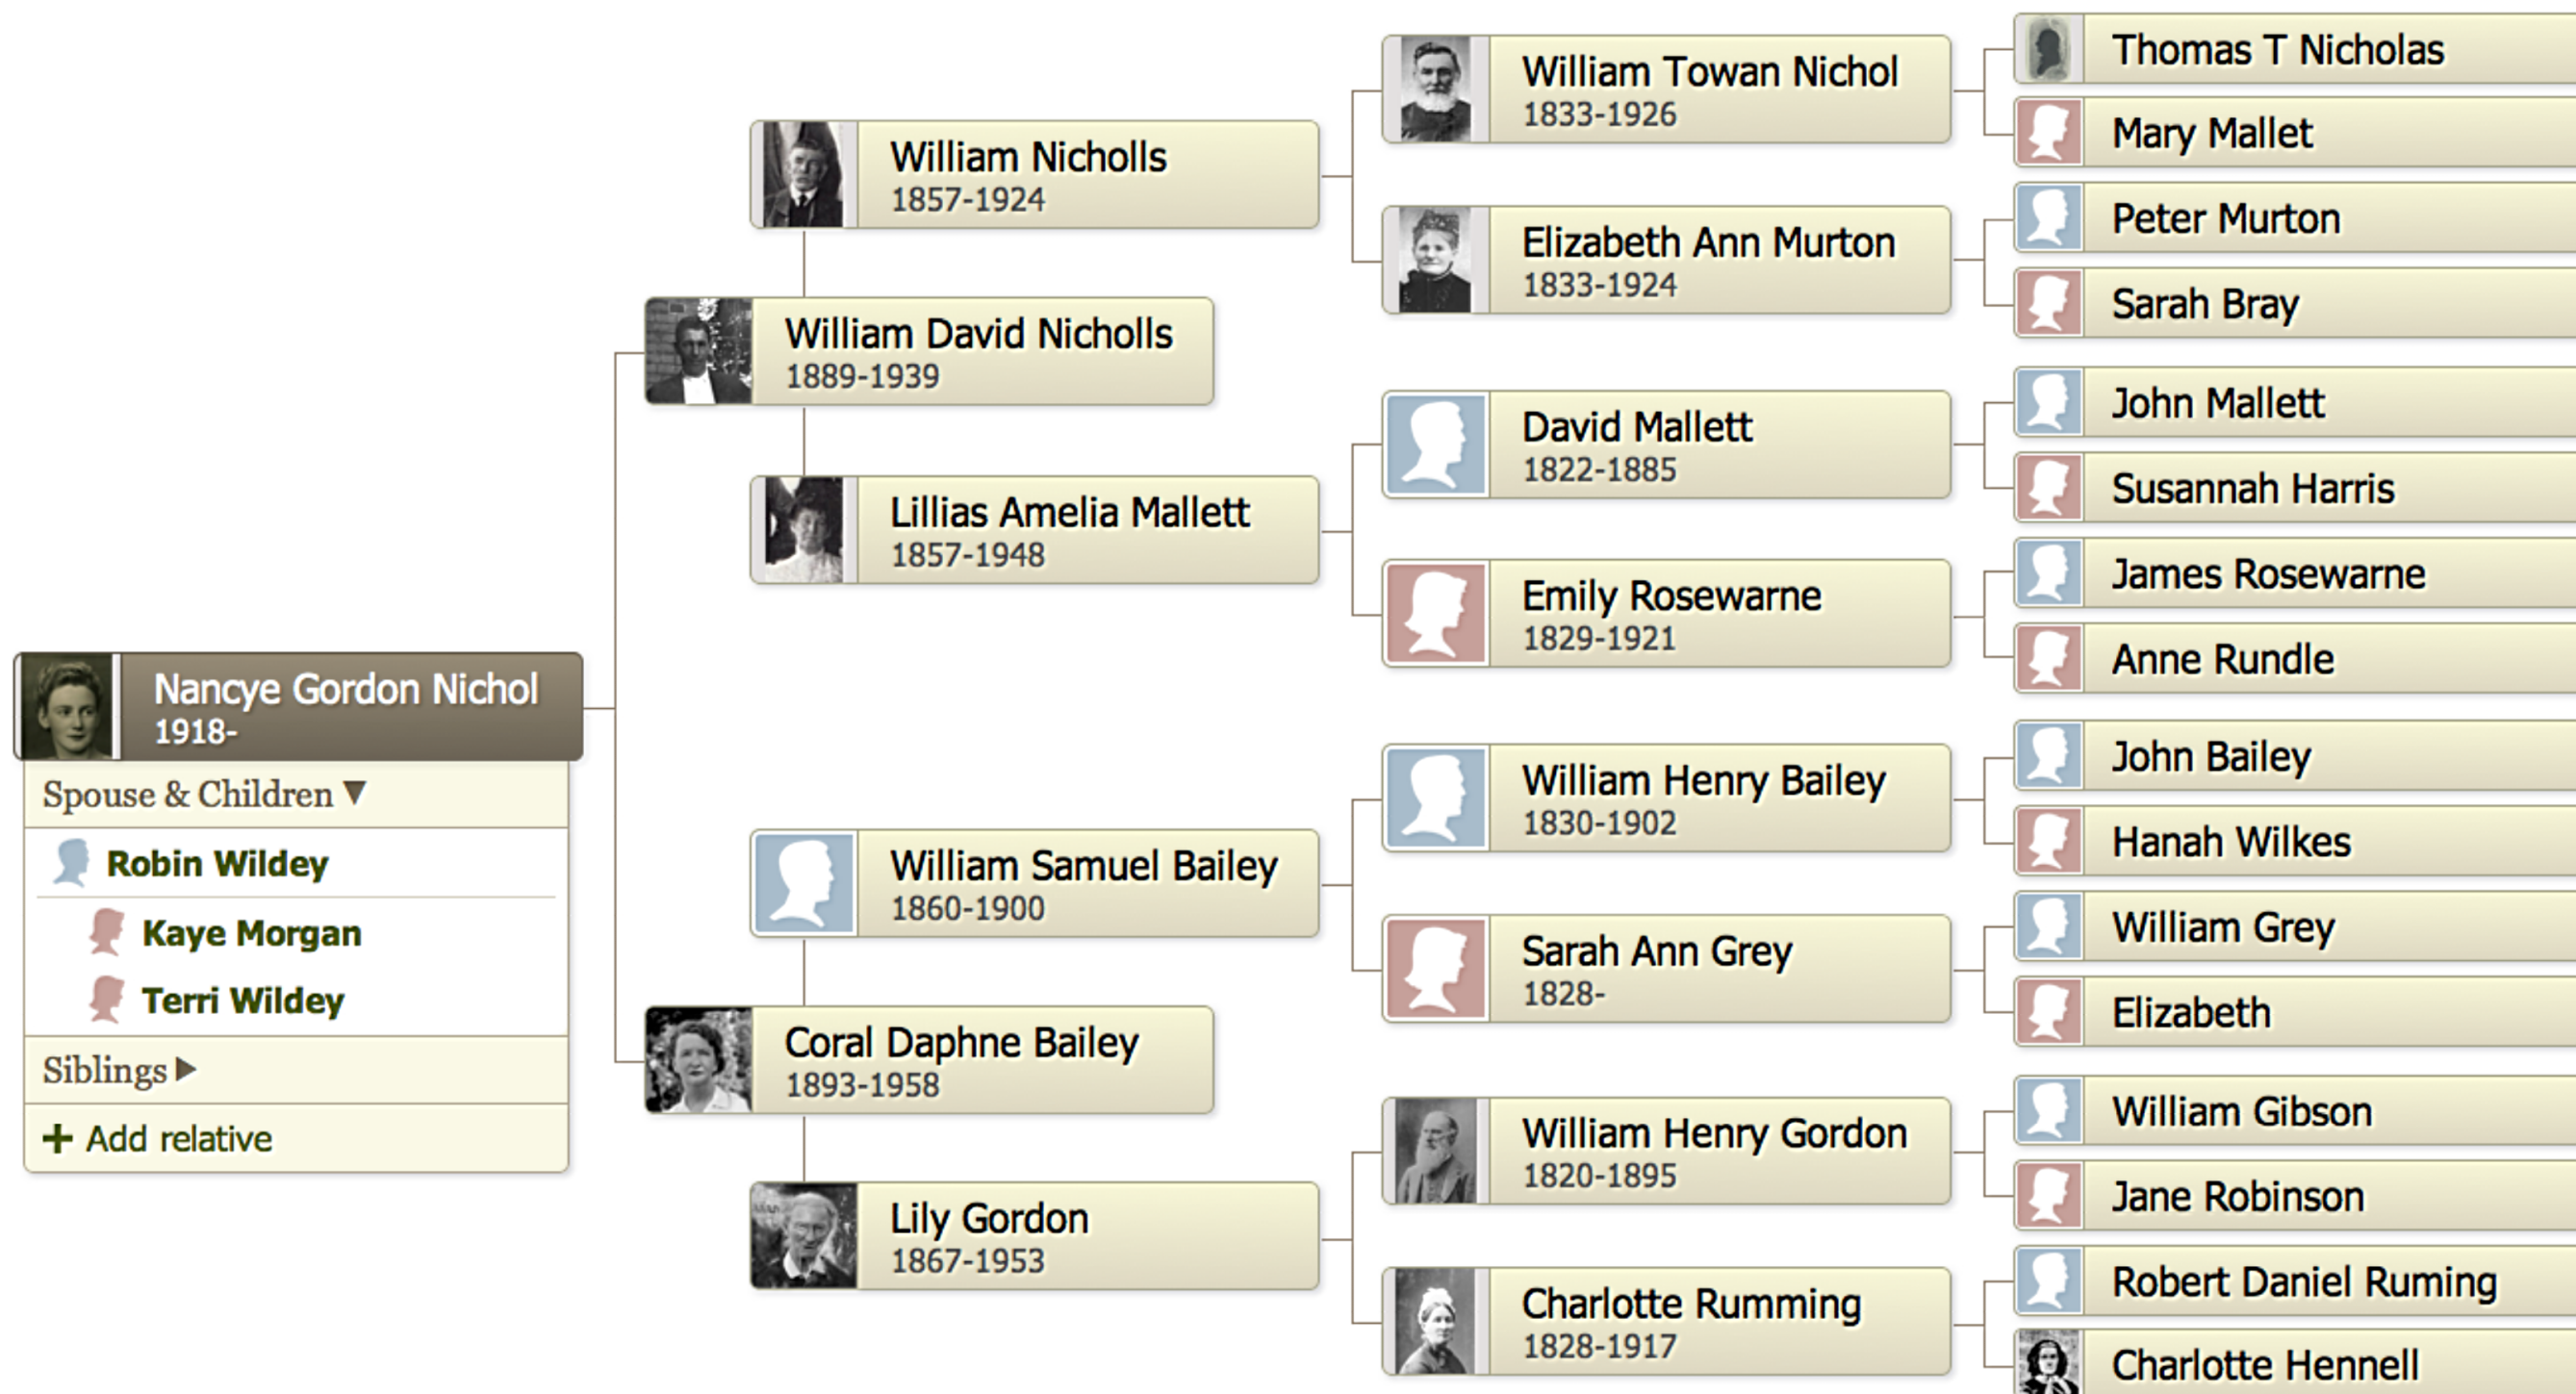 Nancye Gordon Nichol
1918-
Spouse & Children
Robin Wildey
Kaye Morgan
Terri Wildey
Siblings
Add relative
William Nicholls
1857-1924
William David Nicholls
1889-1939
Lillias Amelia Mallett
1857-1948
William Samuel Bailey
1860-1900
Coral Daphne Bailey
1893-1958
Lily Gordon
1867-1953
William Towan Nichol
1833-1926
Elizabeth Ann Murton
1833-1924
David Mallett
1822-1885
Emily Rosewarne
1829-1921
William Henry Bailey
1830-1902
Sarah Ann Grey
1828-
William Henry Gordon
1820-1895
Charlotte Rumming
1828-1917
Thomas T Nicholas
Mary Mallet
Peter Murton
Sarah Bray
John Mallett
Susannah Harris
James Rosewarne
Anne Rundle
John Bailey
Hanah Wilkes
William Grey
Elizabeth
William Gibson
Jane Robinson
Robert Daniel Ruming
Charlotte Hennell